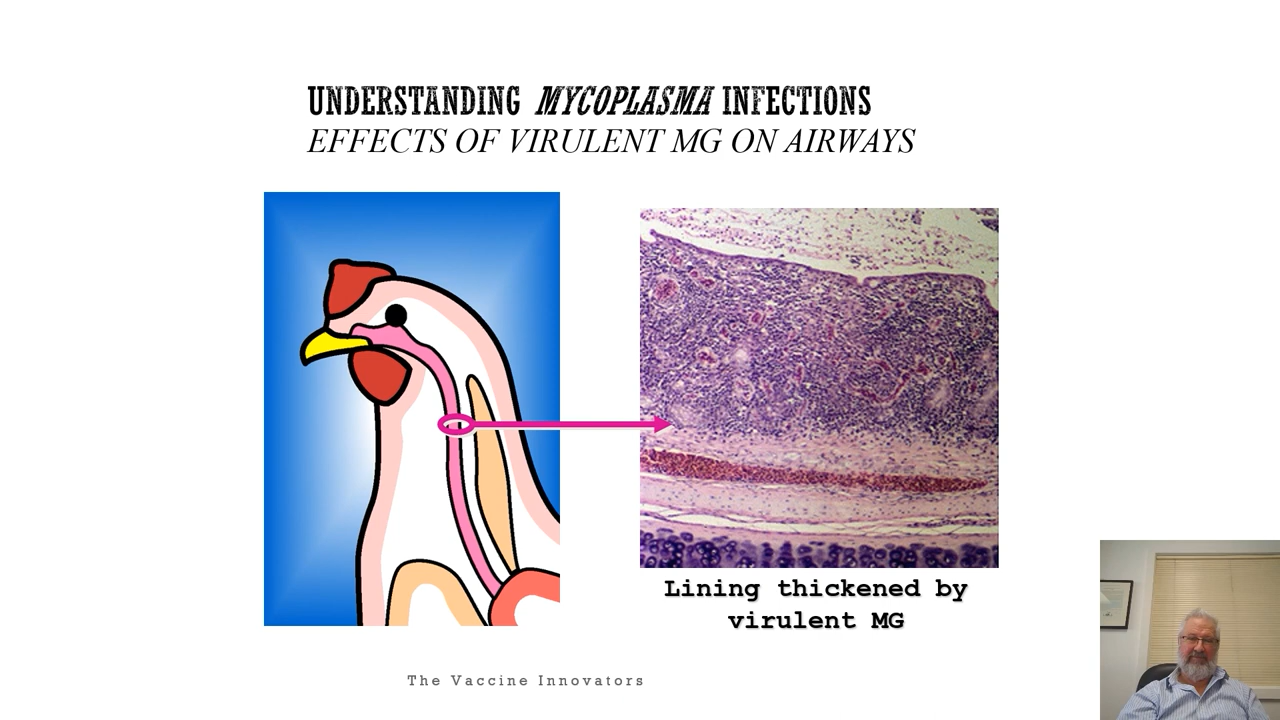 UNDERSTANDING MYCOPLASMA INFECTIONS
EFFECTS OF VIRULENT MG ON AIRWAYS
Lining thickened by
virulent MG
The Vaccine Innovators